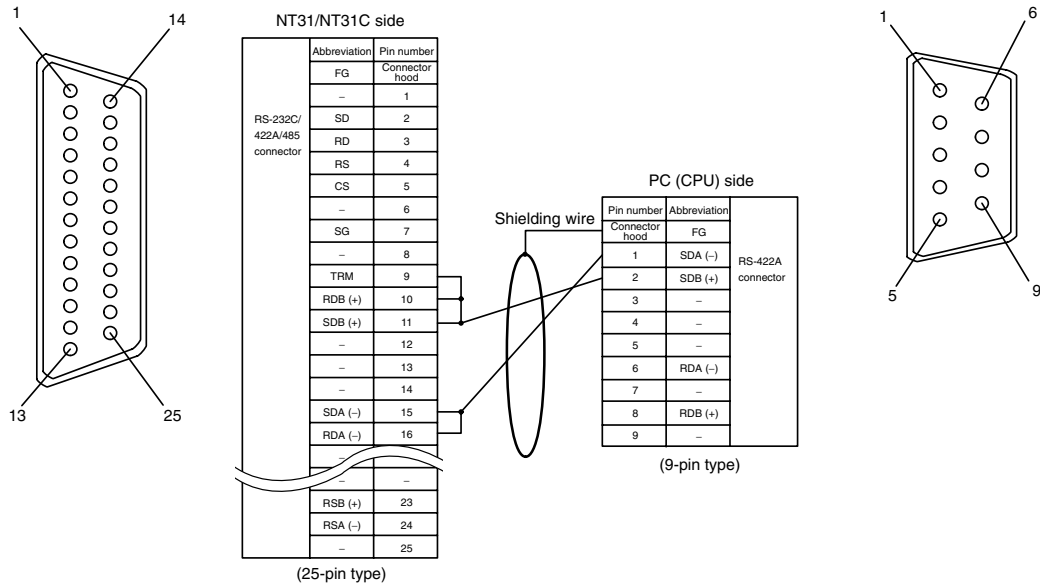 1
14
13
25
NT31/NT31C side
Abbreviation Pin number
RS-232C/
422A/485
connector
FG Connector hood
– 1
SD 2
RD 3
RS 4
CS 5
– 6
SG 7
– 8
TRM 9
RDB (+) 10
SDB (+) 11
– 12
– 13
– 14
SDA (–) 15
RDA (–) 16
–
– –
RSB (+) 23
RSA (–) 24
– 25
(25-pin type)
Shielding wire
PC (CPU) side
Pin number Abbreviation
Connector hood FG
1 SDA (–)
2 SDB (+)
3 –
4 –
5 –
6 RDA (–)
7 –
8 RDB (+)
9 –
RS-422A
connector
(9-pin type)
1
6
5
9